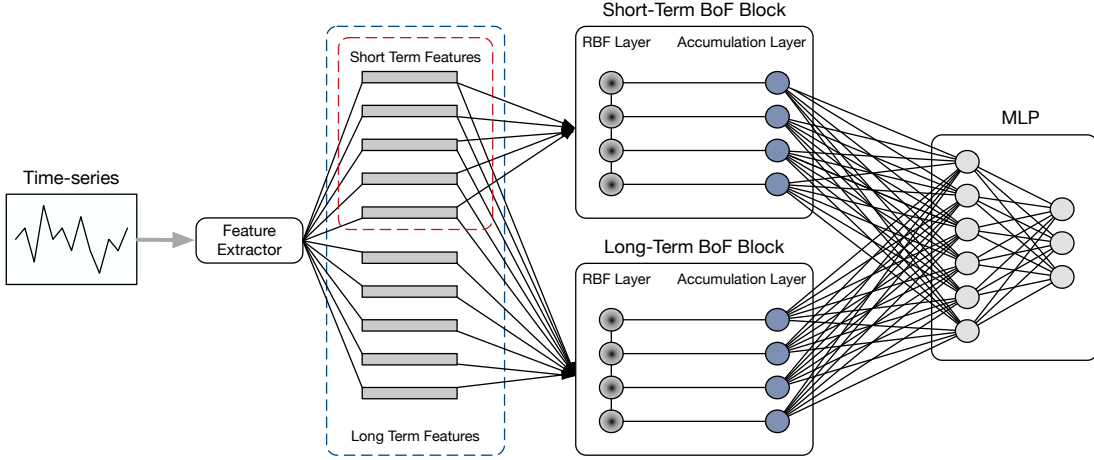 Time-series
Feature
Extractor
Short Term Features
Long Term Features
Short-Term BoF Block
RBF Layer
Accumulation Layer
Long-Term BoF Block
RBF Layer
Accumulation Layer
MLP